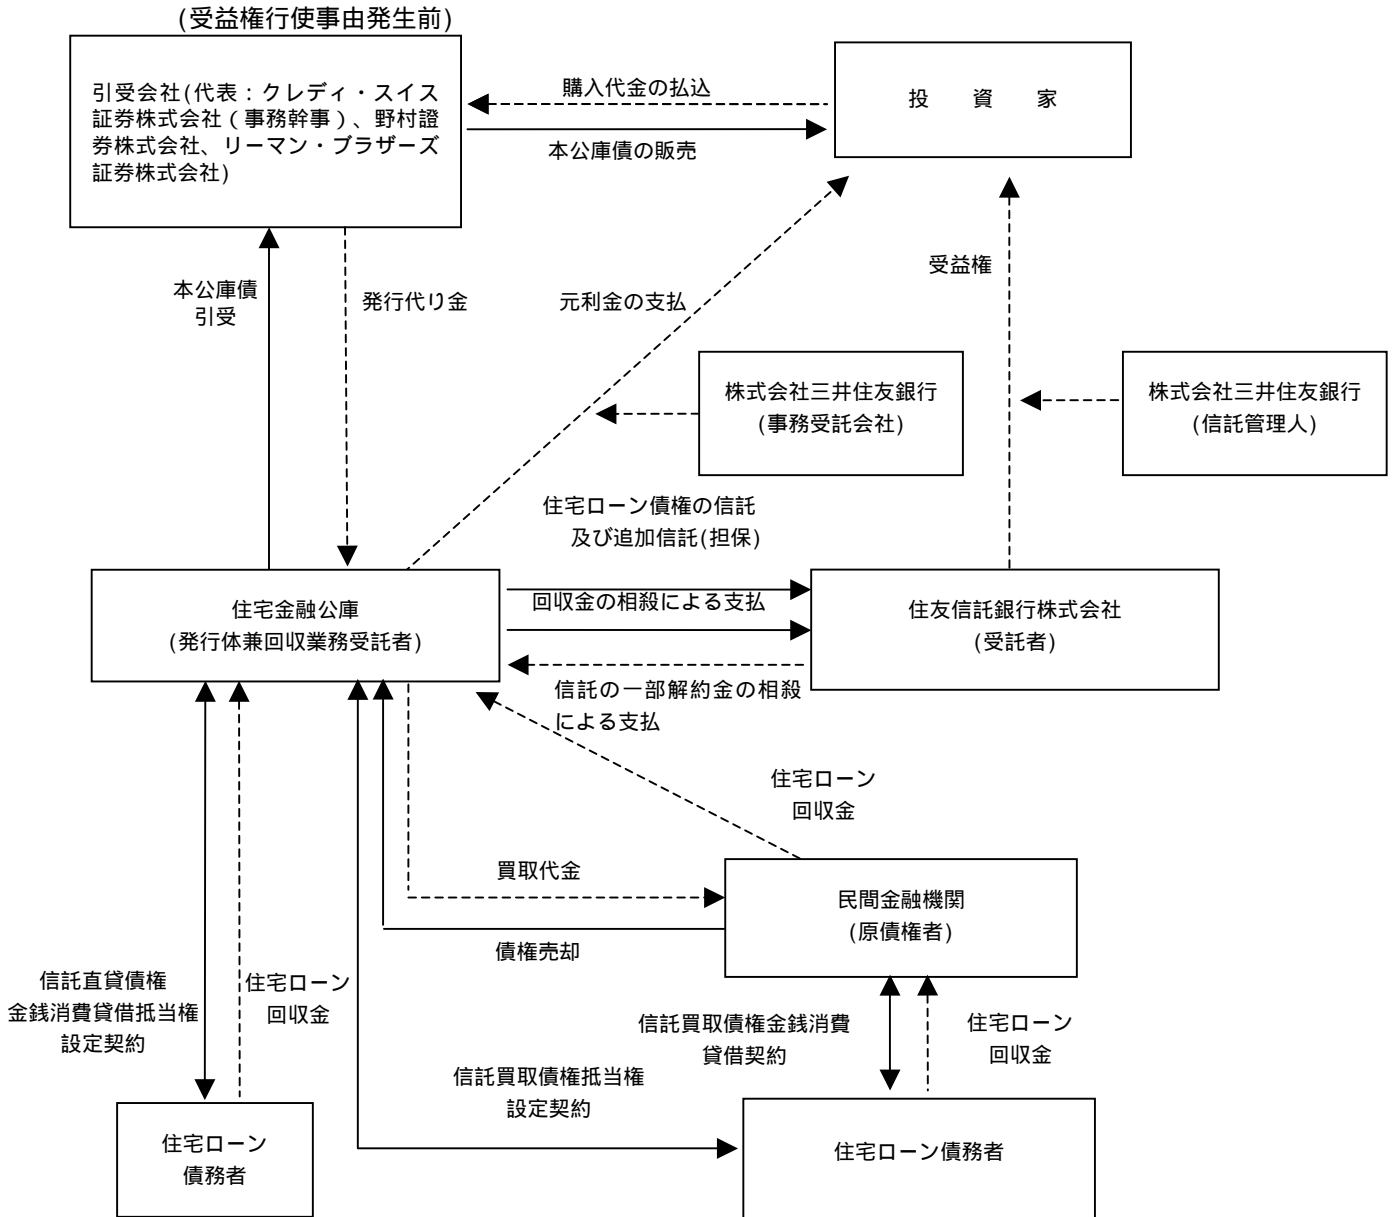 (受益権行使事由発生前)
引受会社(代表：クレディ・スイス
証券株式会社（事務幹事）、野村證
券株式会社、リーマン・ブラザーズ
証券株式会社)
購入代金の払込
投　資　家
本公庫債の販売
本公庫債
引受
発行代り金
元利金の支払
受益権
株式会社三井住友銀行
(事務受託会社)
株式会社三井住友銀行
(信託管理人)
住宅ローン債権の信託
及び追加信託(担保)
住宅金融公庫
(発行体兼回収業務受託者)
回収金の相殺による支払
住友信託銀行株式会社
(受託者)
信託の一部解約金の相殺
による支払
住宅ローン
回収金
買取代金
民間金融機関
(原債権者)
債権売却
信託直貸債権
金銭消費貸借抵当権
設定契約
住宅ローン
回収金
信託買取債権金銭消費
貸借契約
住宅ローン
回収金
信託買取債権抵当権
設定契約
住宅ローン
債務者
住宅ローン債務者